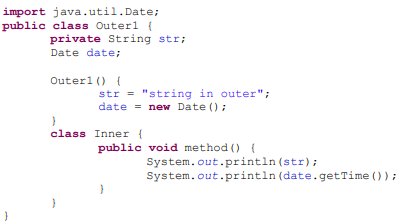 import java.util.Date;
public class Outer1 {
private String str;
Date date;
Outer1() {
str = "string in outer";
date = new Date();
}
class Inner {
public void method() {
System.out.println(str);
System.out.println(date.getTime());
}
}
}